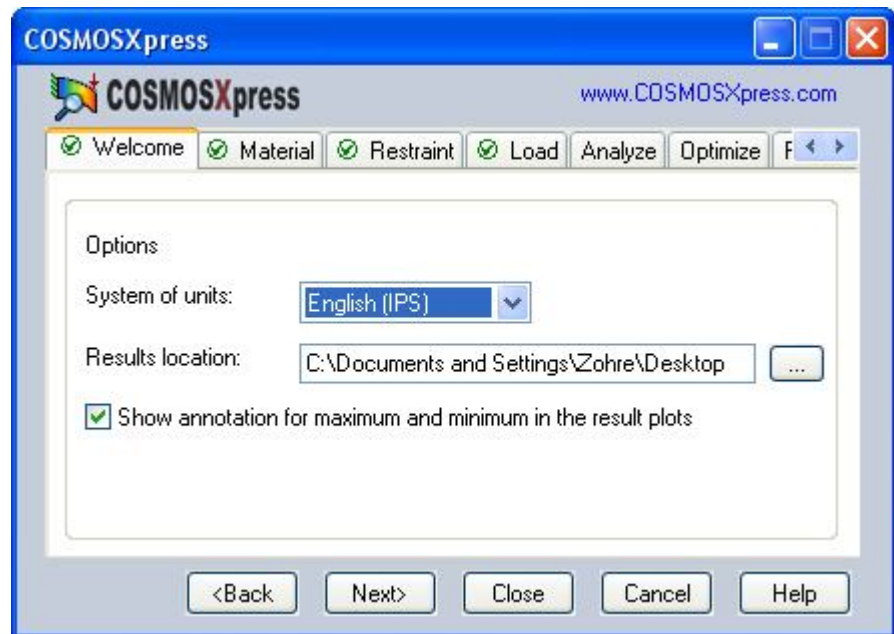 COSMOSXpress
COSMOSXpress www.COSMOSXpress.com
Welcome Material Restraint Load Analyze Optimize
Options
System of units: English (IPS)
Results location: C:\Documents and Settings\Zohre\Desktop ...
Show annotation for maximum and minimum in the result plots
<Back Next> Close Cancel Help